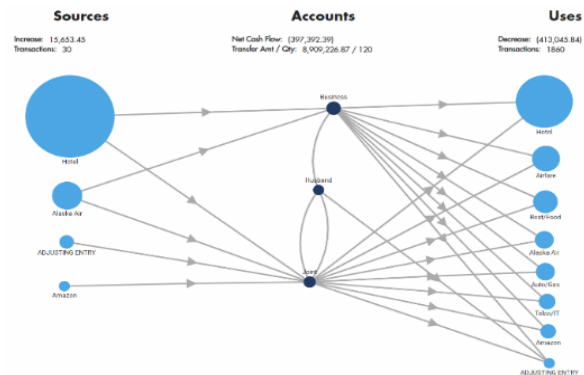 Sources
Accounts
Uses
Increase: 15,653.45
Transactions: 30
Net Cash Flow: (397,392.39)
Transfer Amt / Qty: 8,909,226.87 / 120
Decrease: (413,045.84)
Transactions: 1860
Business
Hotel
Hotel
Airfare
Husband
Alaska Air
Rest/Food
ADJUSTING ENTRY
Alaska Air
Joint
Auto/Gas
Amazon
Telco/IT
Amazon
ADJUSTING ENTRY